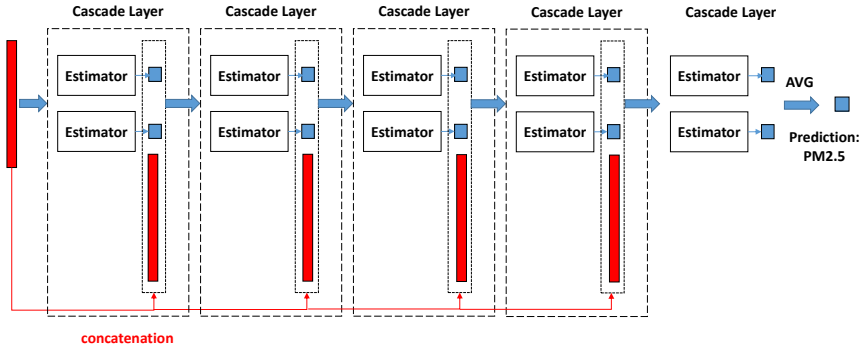 Cascade Layer Cascade Layer Cascade Layer Cascade Layer Cascade Layer
Estimator Estimator Estimator Estimator Estimator
AVG
Estimator Estimator Estimator Estimator Estimator
Prediction:
PM2.5
concatenation